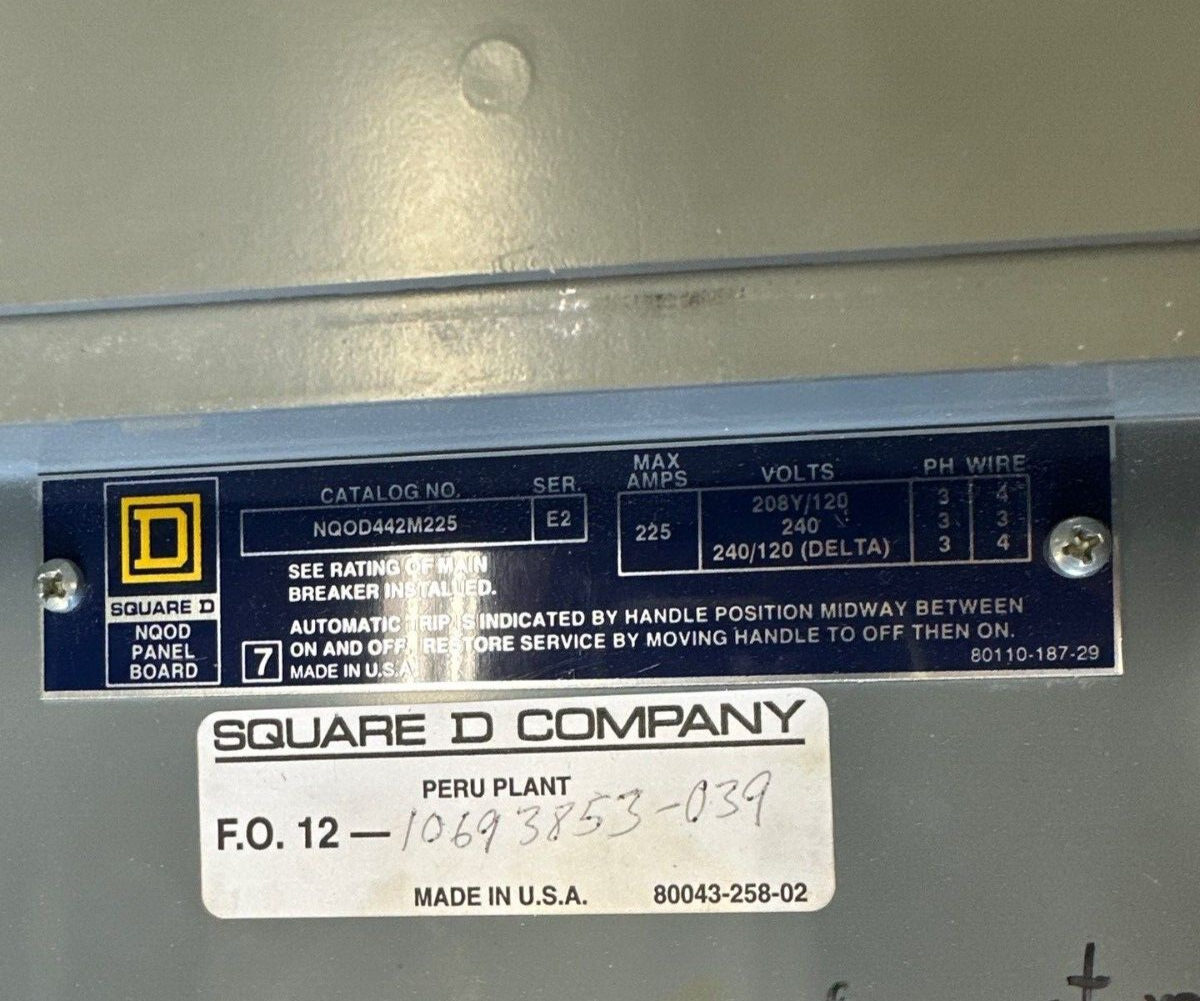 CATALOG NO. SER. MAX AMPS VOLTS PH WIRE
NQOD442M225 E2 225 208Y/120 3 4
240 3 3
240/120 (DELTA) 3 4
D
SQUARE D
NQOD
PANEL
BOARD
SEE RATING OF MAIN
BREAKER INSTALLED.
AUTOMATIC TRIP IS INDICATED BY HANDLE POSITION MIDWAY BETWEEN
ON AND OFF. RESTORE SERVICE BY MOVING HANDLE TO OFF THEN ON.
7 MADE IN U.S.A. 80110-187-29
SQUARE D COMPANY
PERU PLANT
F.O. 12 — 10693853-039
MADE IN U.S.A. 80043-258-02